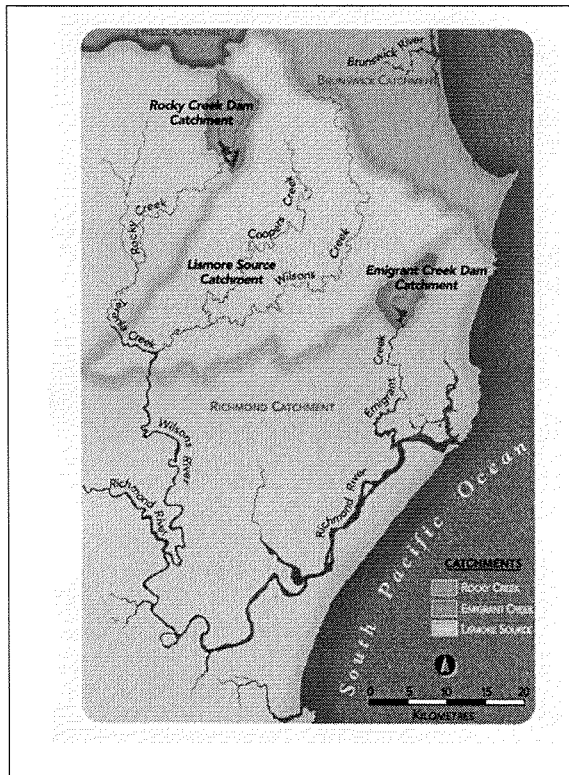 Brunswick River
BRUNSWICK CATCHMENT
Rocky Creek Dam
Catchment
Rocky Creek
Coopers Creek
Lismore Source
Catchment
Wilsons Creek
Emigrant Creek Dam
Catchment
Creek
Emigrant Creek
RICHMOND CATCHMENT
Wilsons River
Richmond River
Richmond River
South Pacific Ocean
CATCHMENTS
ROCKY CREEK
EMIGRANT CREEK
LISMORE SOURCE
0 5 10 15 20
KILOMETRES